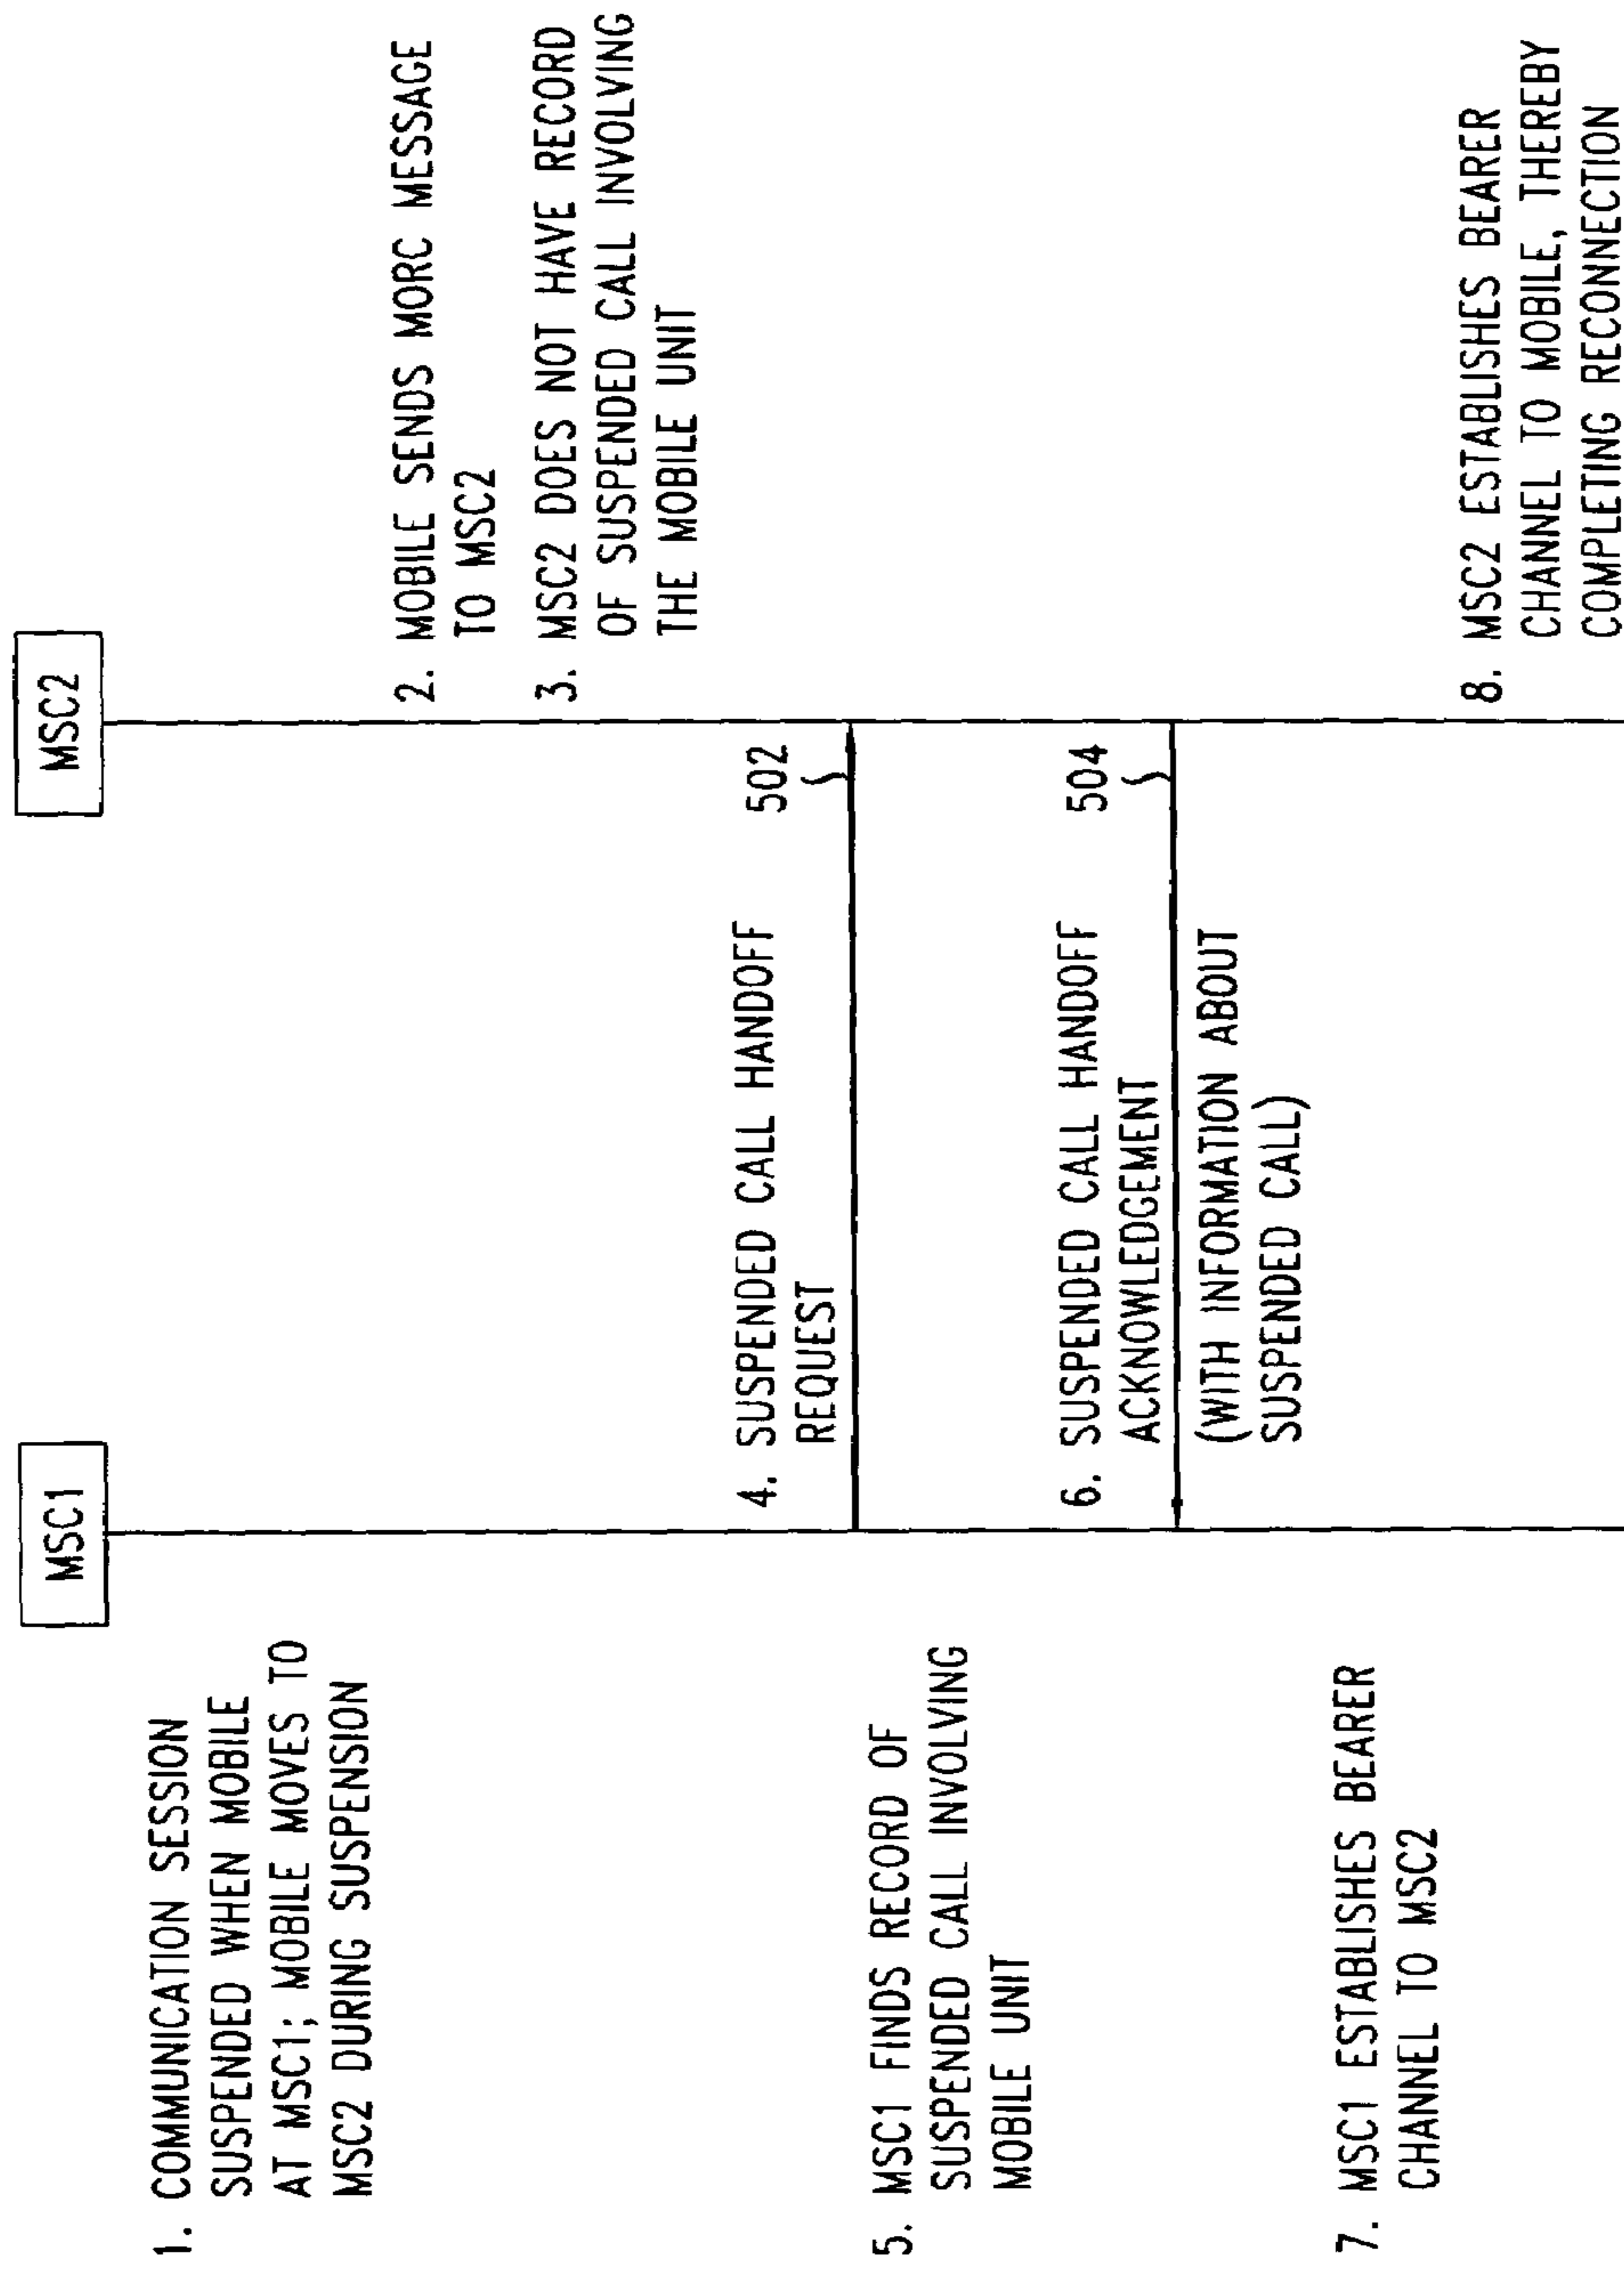 MSC1
MSC2
1. COMMUNICATION SESSION
SUSPENDED WHEN MOBILE
AT MSC1; MOBILE MOVES TO
MSC2 DURING SUSPENSION
2. MOBILE SENDS MORC MESSAGE
TO MSC2
3. MSC2 DOES NOT HAVE RECORD
OF SUSPENDED CALL INVOLVING
THE MOBILE UNIT
4. SUSPENDED CALL HANDOFF
REQUEST
502
5. MSC1 FINDS RECORD OF
SUSPENDED CALL INVOLVING
MOBILE UNIT
6. SUSPENDED CALL HANDOFF
ACKNOWLEDGEMENT
(WITH INFORMATION ABOUT
SUSPENDED CALL)
504
7. MSC1 ESTABLISHES BEARER
CHANNEL TO MSC2
8. MSC2 ESTABLISHES BEARER
CHANNEL TO MOBILE, THEREBY
COMPLETING RECONNECTION